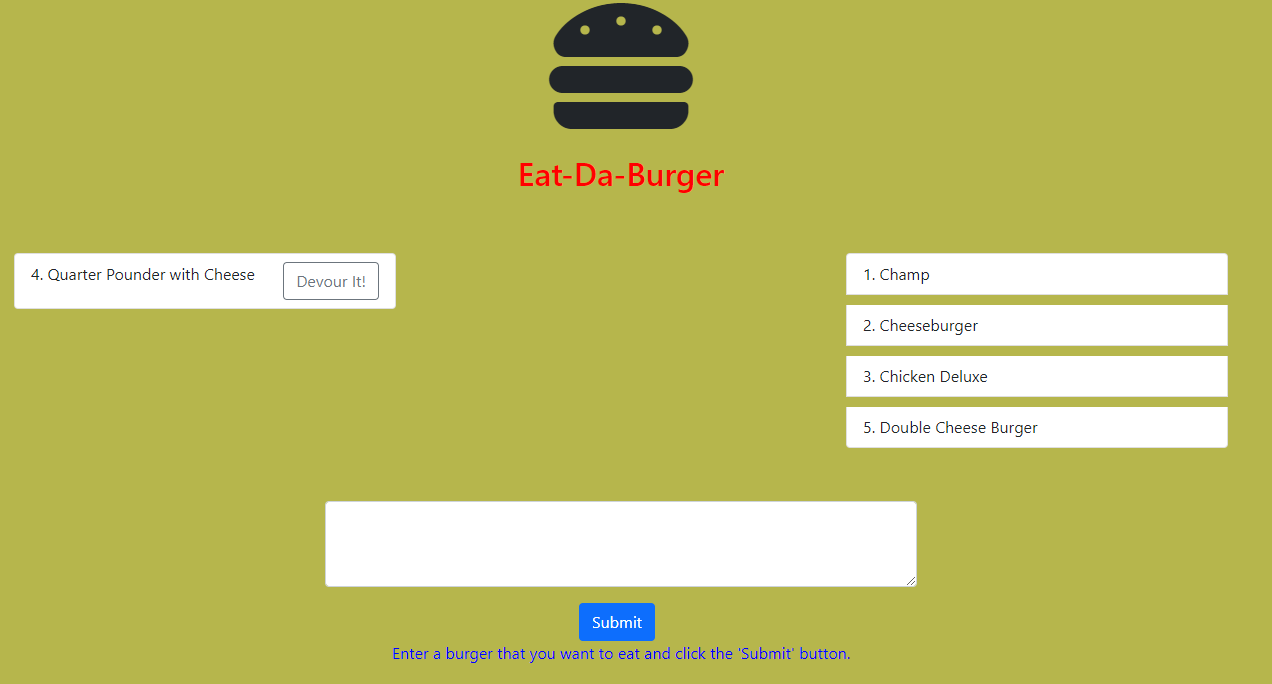 Eat-Da-Burger
4. Quarter Pounder with Cheese
Devour It!
1. Champ
2. Cheeseburger
3. Chicken Deluxe
5. Double Cheese Burger
Submit
Enter a burger that you want to eat and click the 'Submit' button.